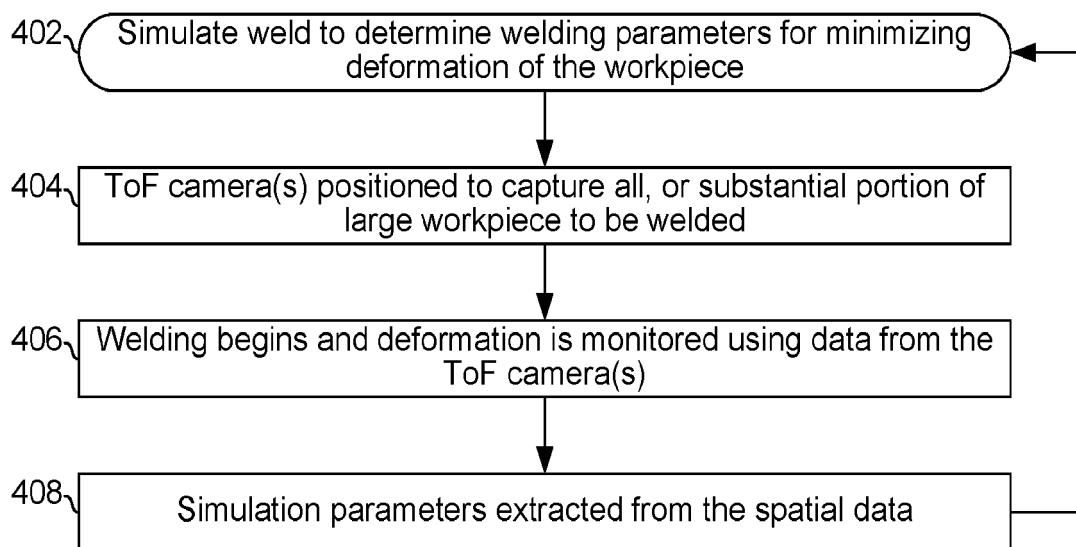 402
Simulate weld to determine welding parameters for minimizing
deformation of the workpiece
404
ToF camera(s) positioned to capture all, or substantial portion of
large workpiece to be welded
406
Welding begins and deformation is monitored using data from the
ToF camera(s)
408
Simulation parameters extracted from the spatial data